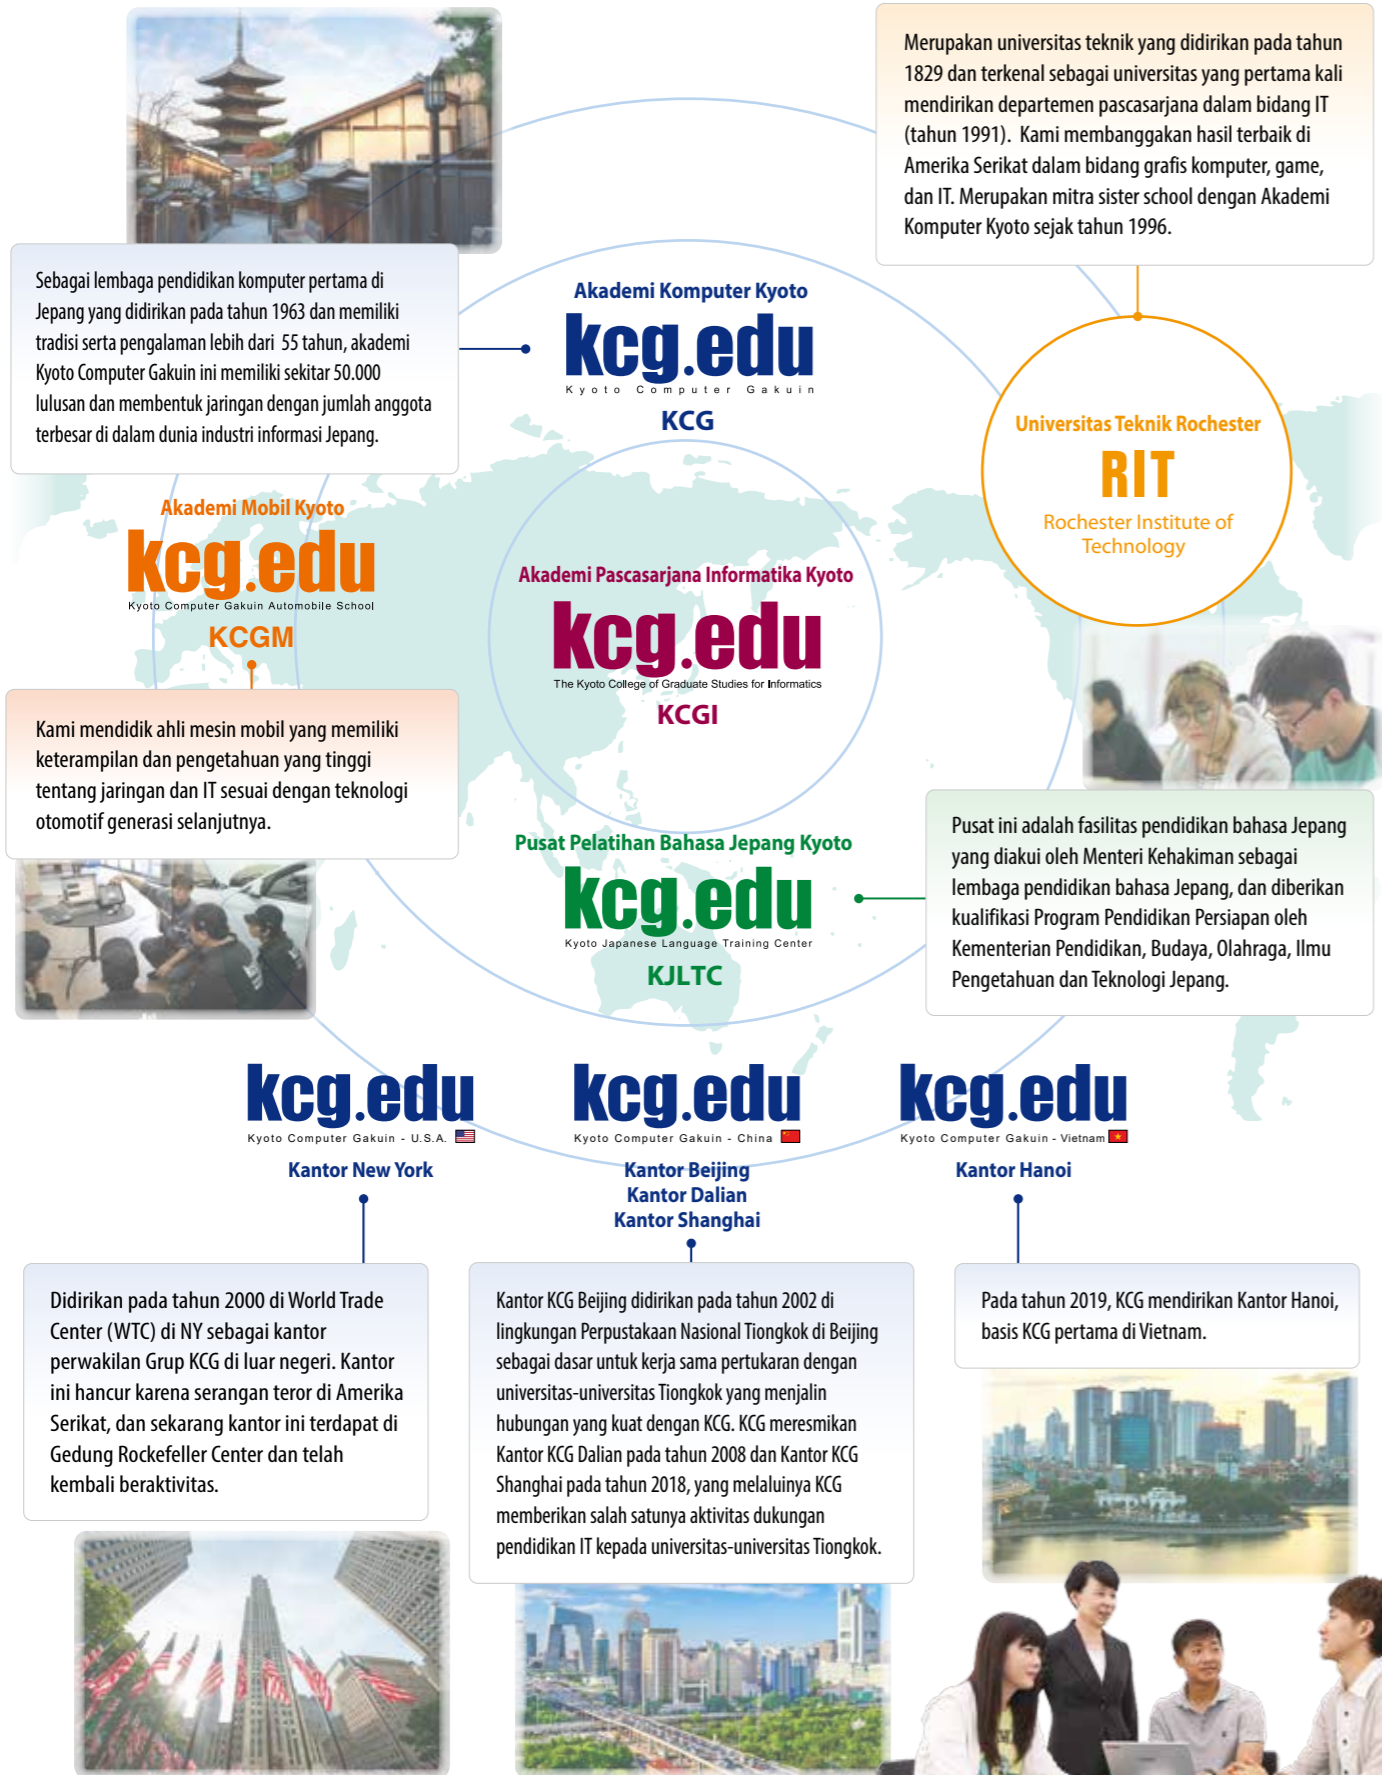 Merupakan universitas teknik yang didirikan pada tahun
1829 dan terkenal sebagai universitas yang pertama kali
mendirikan departemen pascasarjana dalam bidang IT
(tahun 1991). Kami membanggakan hasil terbaik di
Amerika Serikat dalam bidang grafis komputer, game,
dan IT. Merupakan mitra sister school dengan Akademi
Komputer Kyoto sejak tahun 1996.
Sebagai lembaga pendidikan komputer pertama di
Jepang yang didirikan pada tahun 1963 dan memiliki
tradisi serta pengalaman lebih dari 55 tahun, akademi
Kyoto Computer Gakuin ini memiliki sekitar 50.000
lulusan dan membentuk jaringan dengan jumlah anggota
terbesar di dalam dunia industri informasi Jepang.
Akademi Komputer Kyoto
kcg.edu
Kyoto Computer Gakuin
KCG
Universitas Teknik Rochester
RIT
Rochester Institute of
Technology
Akademi Mobil Kyoto
kcg.edu
Kyoto Computer Gakuin Automobile School
KCGM
Akademi Pascasarjana Informatika Kyoto
kcg.edu
The Kyoto College of Graduate Studies for Informatics
KCGI
Kami mendidik ahli mesin mobil yang memiliki
keterampilan dan pengetahuan yang tinggi
tentang jaringan dan IT sesuai dengan teknologi
otomotif generasi selanjutnya.
Pusat Pelatihan Bahasa Jepang Kyoto
kcg.edu
Kyoto Japanese Language Training Center
KJLTC
Pusat ini adalah fasilitas pendidikan bahasa Jepang
yang diakui oleh Menteri Kehakiman sebagai
lembaga pendidikan bahasa Jepang, dan diberikan
kualifikasi Program Pendidikan Persiapan oleh
Kementerian Pendidikan, Budaya, Olahraga, Ilmu
Pengetahuan dan Teknologi Jepang.
kcg.edu
Kyoto Computer Gakuin - U.S.A.
Kantor New York
kcg.edu
Kyoto Computer Gakuin - China
Kantor Beijing
Kantor Dalian
Kantor Shanghai
kcg.edu
Kyoto Computer Gakuin - Vietnam
Kantor Hanoi
Didirikan pada tahun 2000 di World Trade
Center (WTC) di NY sebagai kantor
perwakilan Grup KCG di luar negeri. Kantor
ini hancur karena serangan teror di Amerika
Serikat, dan sekarang kantor ini terdapat di
Gedung Rockefeller Center dan telah
kembali beraktivitas.
Kantor KCG Beijing didirikan pada tahun 2002 di
lingkungan Perpustakaan Nasional Tiongkok di Beijing
sebagai dasar untuk kerja sama pertukaran dengan
universitas-universitas Tiongkok yang menjalin
hubungan yang kuat dengan KCG. KCG meresmikan
Kantor KCG Dalian pada tahun 2008 dan Kantor KCG
Shanghai pada tahun 2018, yang melaluinya KCG
memberikan salah satunya aktivitas dukungan
pendidikan IT kepada universitas-universitas Tiongkok.
Pada tahun 2019, KCG mendirikan Kantor Hanoi,
basis KCG pertama di Vietnam.